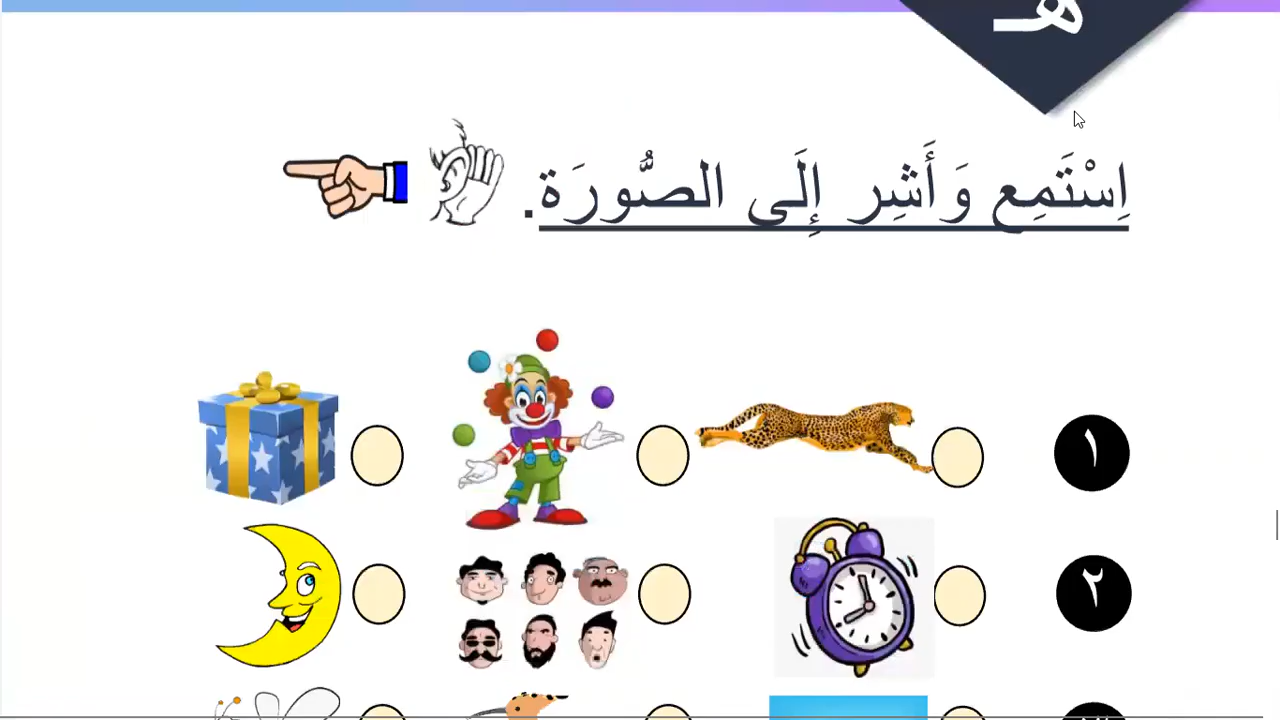 هـ
اِسْتَمِع وَأَشِر إِلَى الصُّورَة.
١
٢